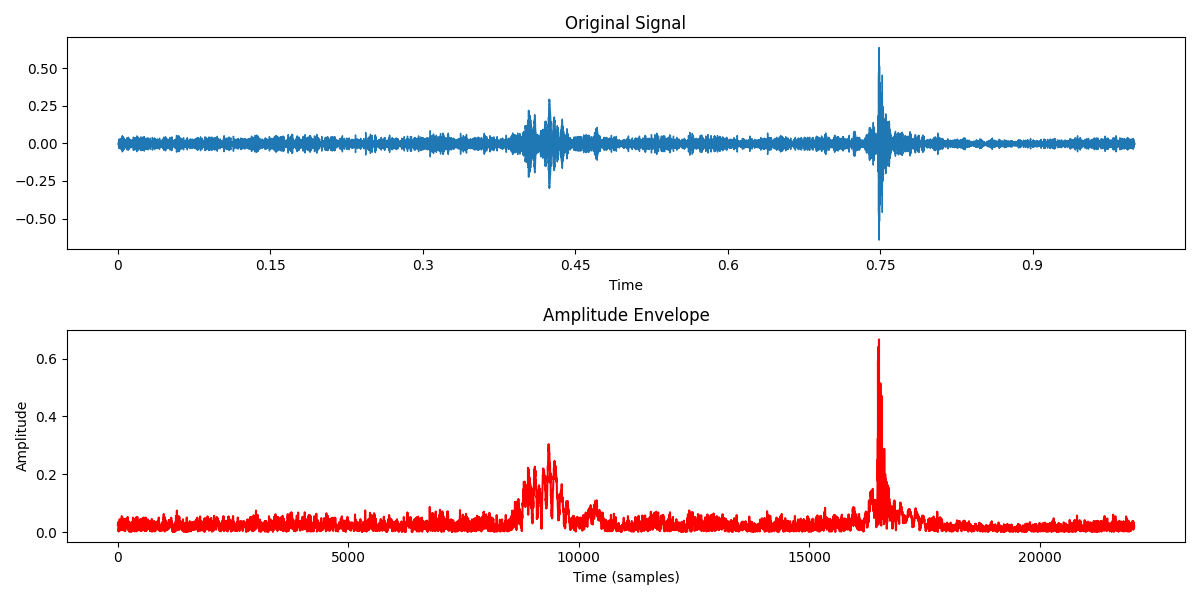 Original Signal
0.50
0.25
0.00
−0.25
−0.50
0 0.15 0.3 0.45 0.6 0.75 0.9
Time
Amplitude Envelope
Amplitude
0.6
0.4
0.2
0.0
0 5000 10000 15000 20000
Time (samples)